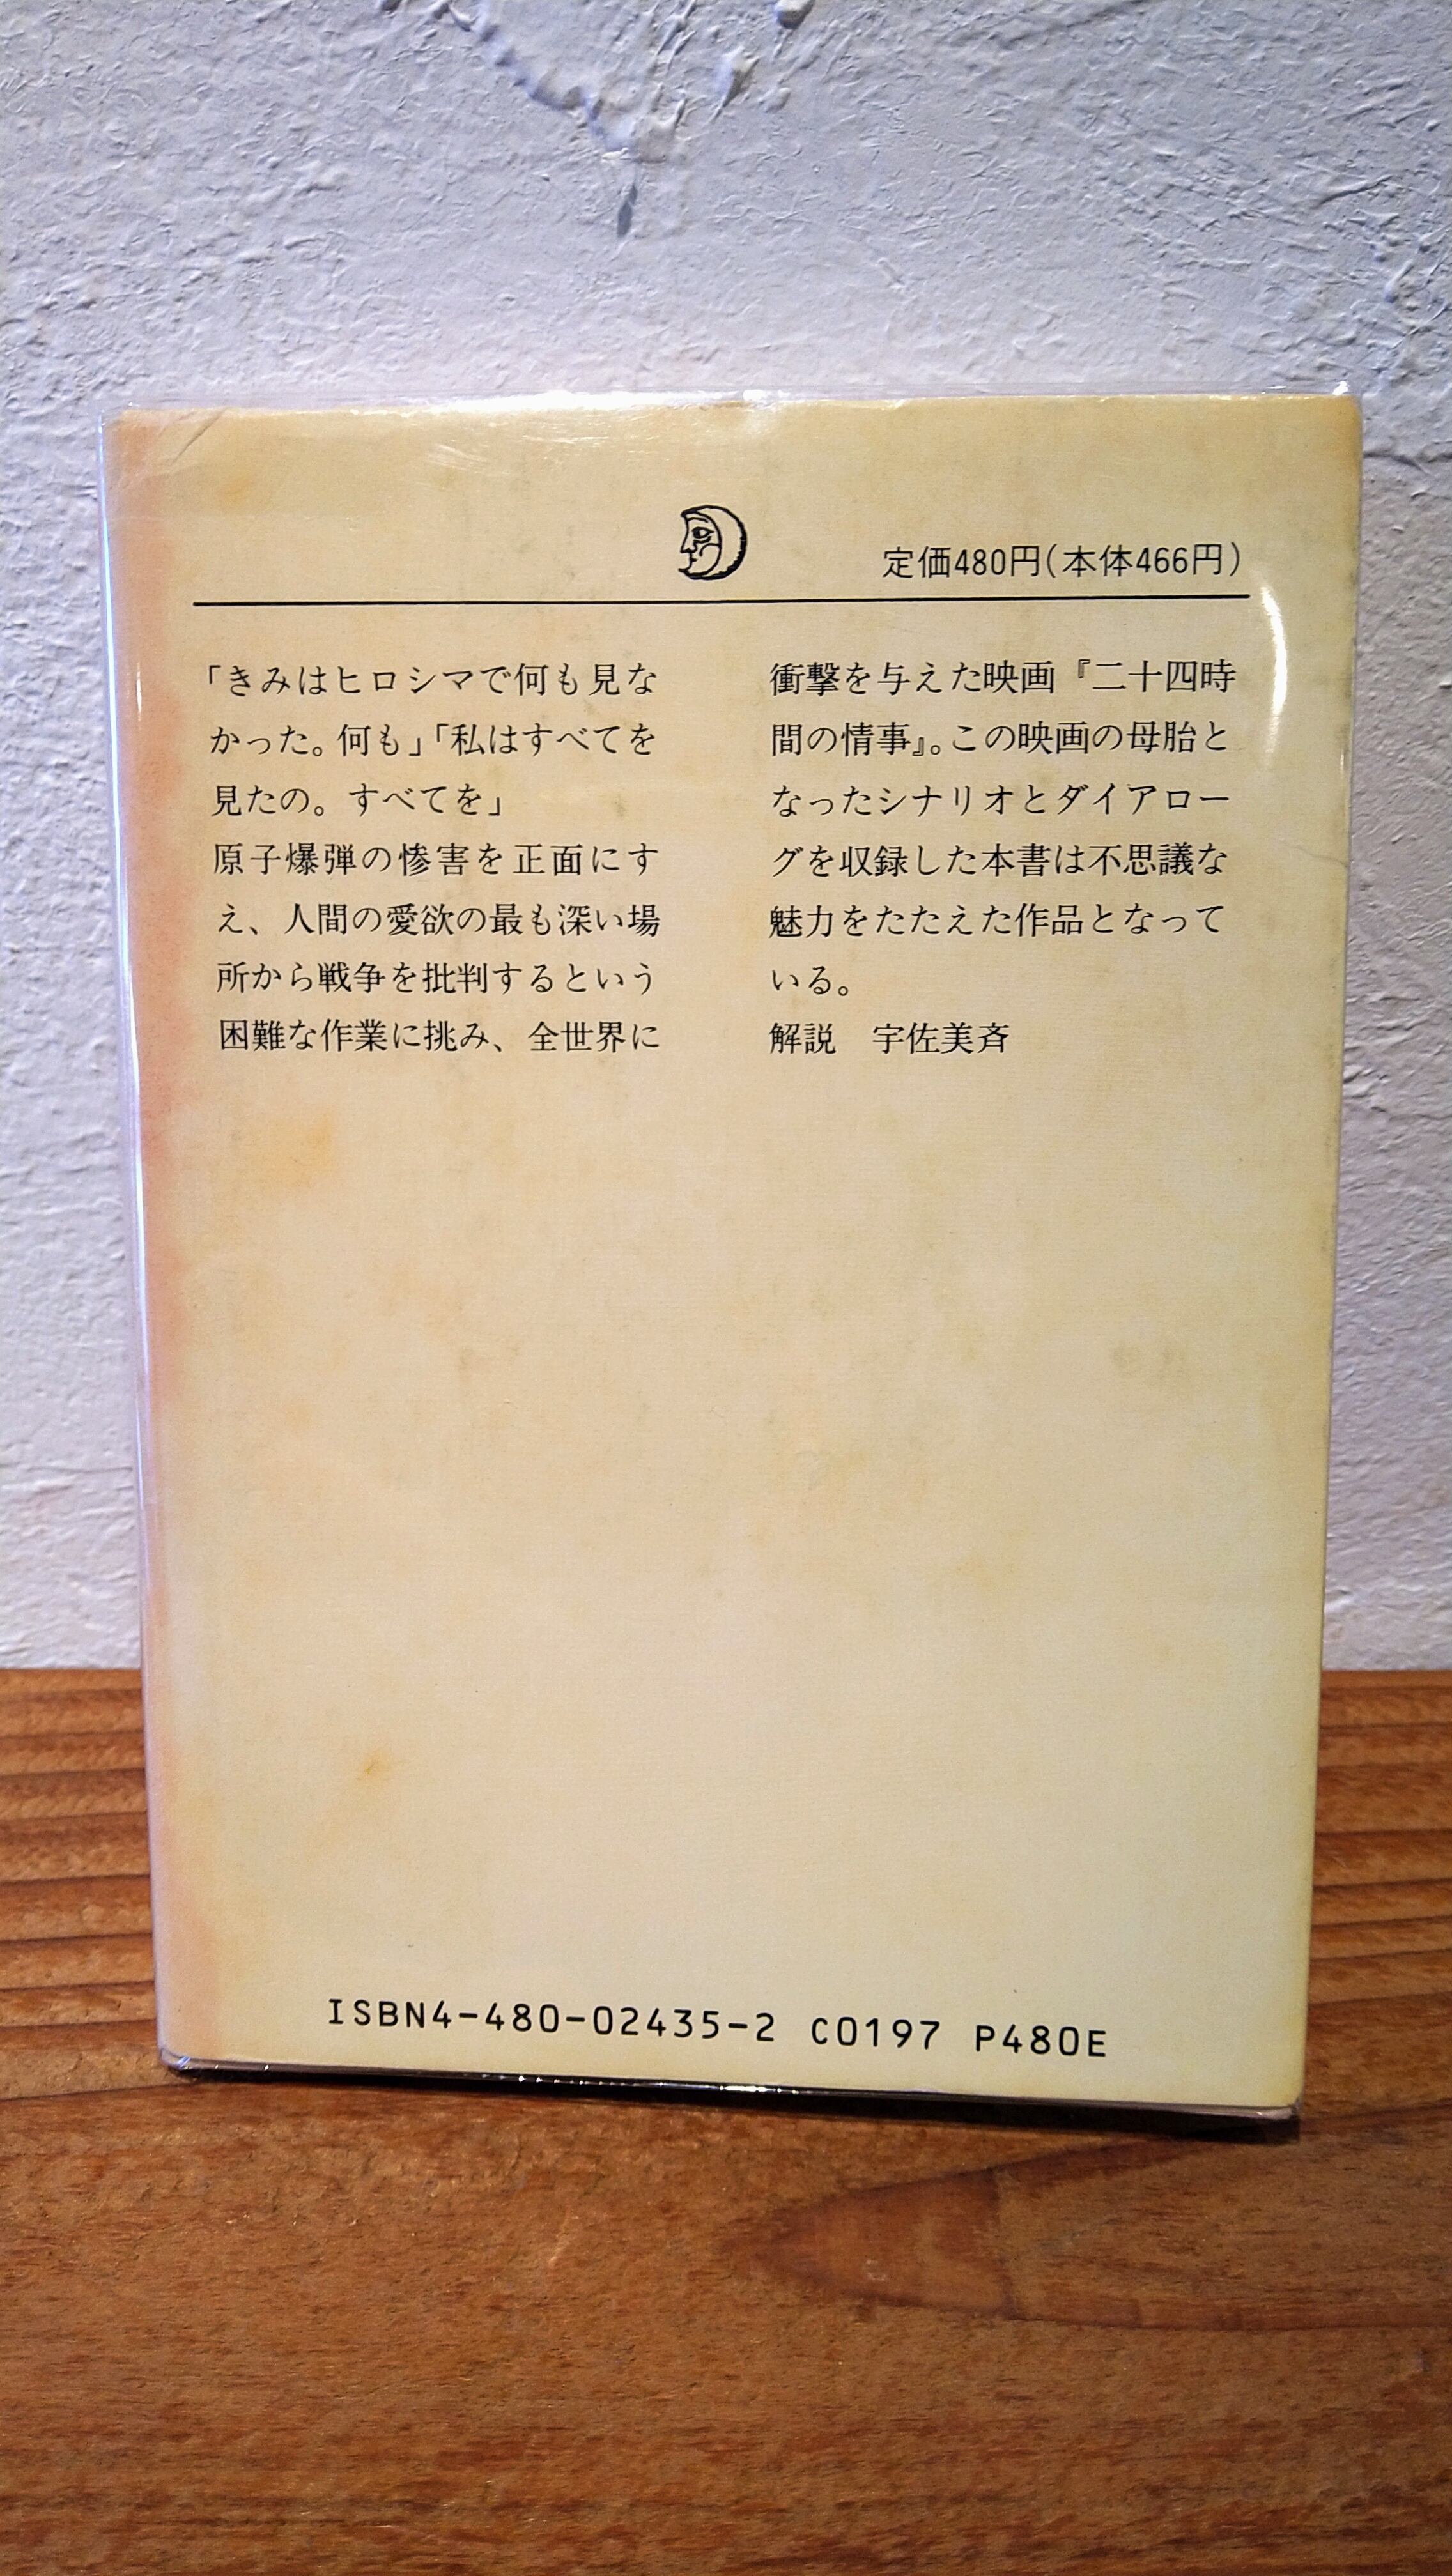 定価480円(本体466円)
「きみはヒロシマで何も見な
かった。何も」「私はすべてを
見たの。すべてを」
原子爆弾の惨害を正面にす
え、人間の愛欲の最も深い場
所から戦争を批判するという
困難な作業に挑み、全世界に
衝撃を与えた映画『二十四時
間の情事』。この映画の母胎と
なったシナリオとダイアロー
グを収録した本書は不思議な
魅力をたたえた作品となって
いる。
解説　宇佐美斉
ISBN4-480-02435-2 C0197 P480E